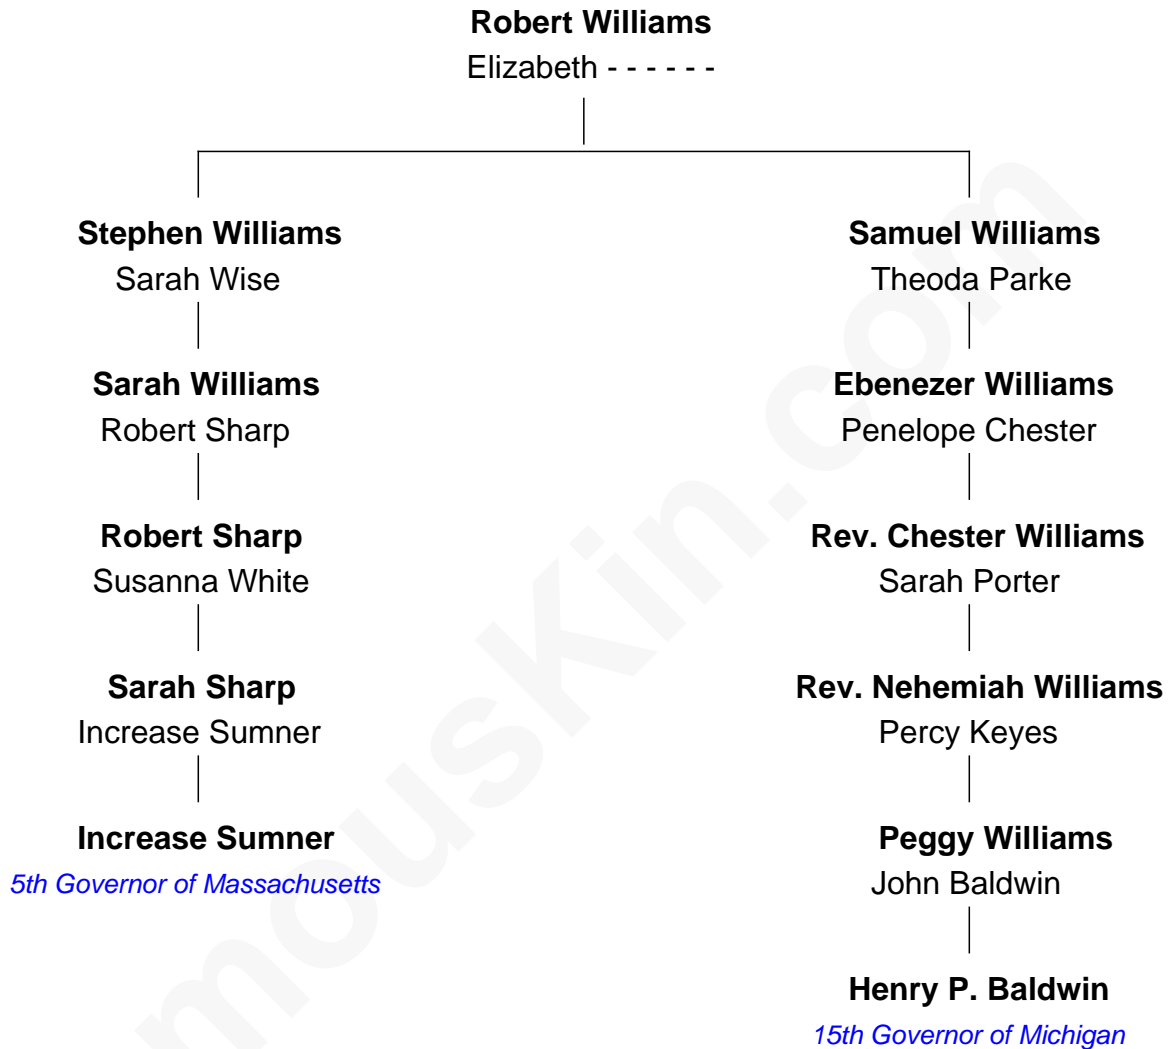 Robert Williams
Elizabeth - - - - - -
Stephen Williams
Sarah Wise
Sarah Williams
Robert Sharp
Robert Sharp
Susanna White
Sarah Sharp
Increase Sumner
Increase Sumner
5th Governor of Massachusetts
Samuel Williams
Theoda Parke
Ebenezer Williams
Penelope Chester
Rev. Chester Williams
Sarah Porter
Rev. Nehemiah Williams
Percy Keyes
Peggy Williams
John Baldwin
Henry P. Baldwin
15th Governor of Michigan
mouskin.com